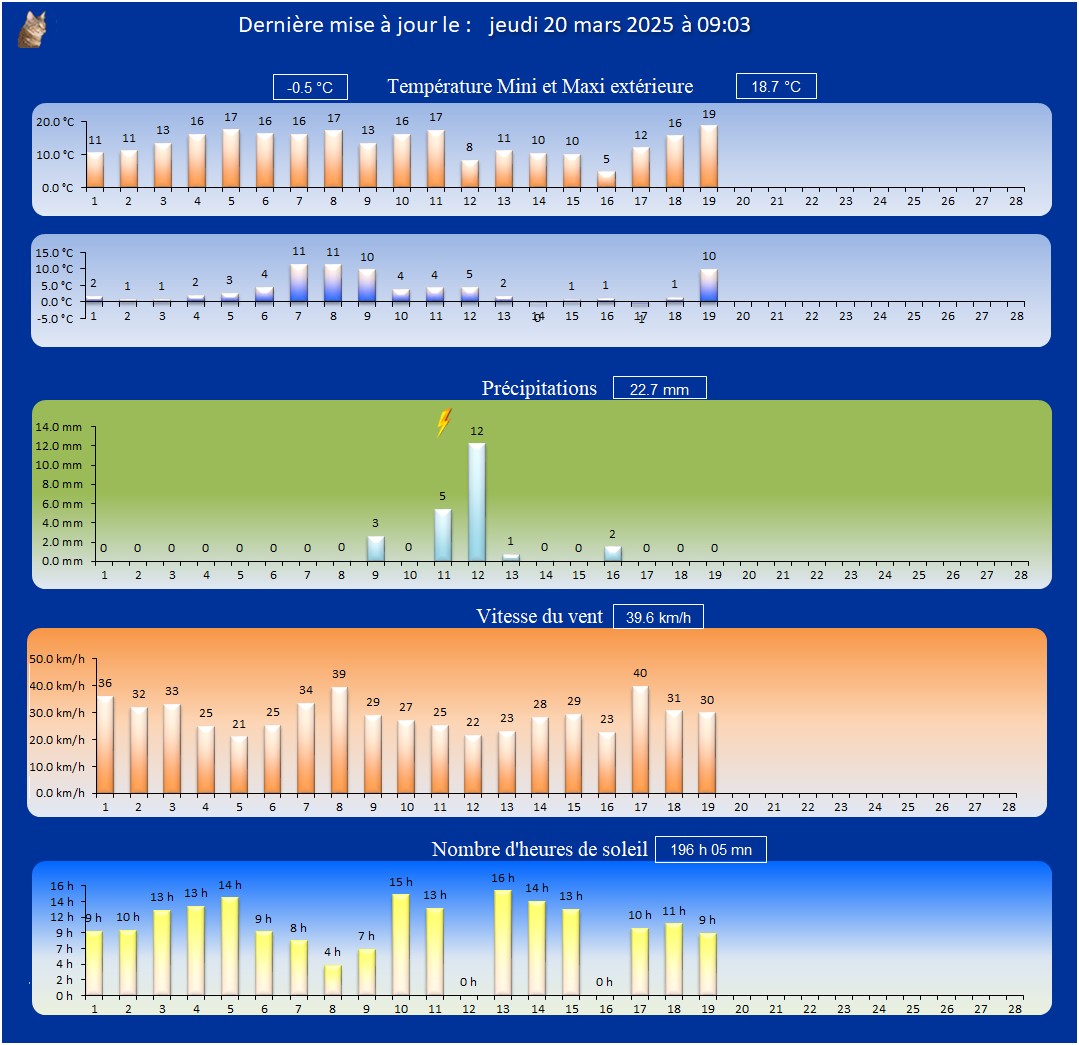 Dernière mise à jour le : jeudi 20 mars 2025 à 09:03
-0.5 °C Température Mini et Maxi extérieure 18.7 °C
20.0 °C
10.0 °C
0.0 °C
11 11 13 16 17 16 16 17 13 16 17 8 11 10 10 5 12 16 19
1 2 3 4 5 6 7 8 9 10 11 12 13 14 15 16 17 18 19 20 21 22 23 24 25 26 27 28
15.0 °C
10.0 °C
5.0 °C
0.0 °C
-5.0 °C
2 1 1 2 3 4 11 11 10 4 4 5 2 0 1 1 1 1 10
1 2 3 4 5 6 7 8 9 10 11 12 13 14 15 16 17 18 19 20 21 22 23 24 25 26 27 28
Précipitations 22.7 mm
14.0 mm
12.0 mm
10.0 mm
8.0 mm
6.0 mm
4.0 mm
2.0 mm
0.0 mm
0 0 0 0 0 0 0 0 3 0 5 12 1 0 0 2 0 0 0
1 2 3 4 5 6 7 8 9 10 11 12 13 14 15 16 17 18 19 20 21 22 23 24 25 26 27 28
Vitesse du vent 39.6 km/h
50.0 km/h
40.0 km/h
30.0 km/h
20.0 km/h
10.0 km/h
0.0 km/h
36 32 33 25 21 25 34 39 29 27 25 22 23 28 29 23 40 31 30
1 2 3 4 5 6 7 8 9 10 11 12 13 14 15 16 17 18 19 20 21 22 23 24 25 26 27 28
Nombre d'heures de soleil 196 h 05 mn
16 h
14 h
12 h
9 h
7 h
4 h
2 h
0 h
9 h 10 h 13 h 13 h 14 h 9 h 8 h 4 h 7 h 15 h 13 h 0 h 16 h 14 h 13 h 0 h 10 h 11 h 9 h
1 2 3 4 5 6 7 8 9 10 11 12 13 14 15 16 17 18 19 20 21 22 23 24 25 26 27 28